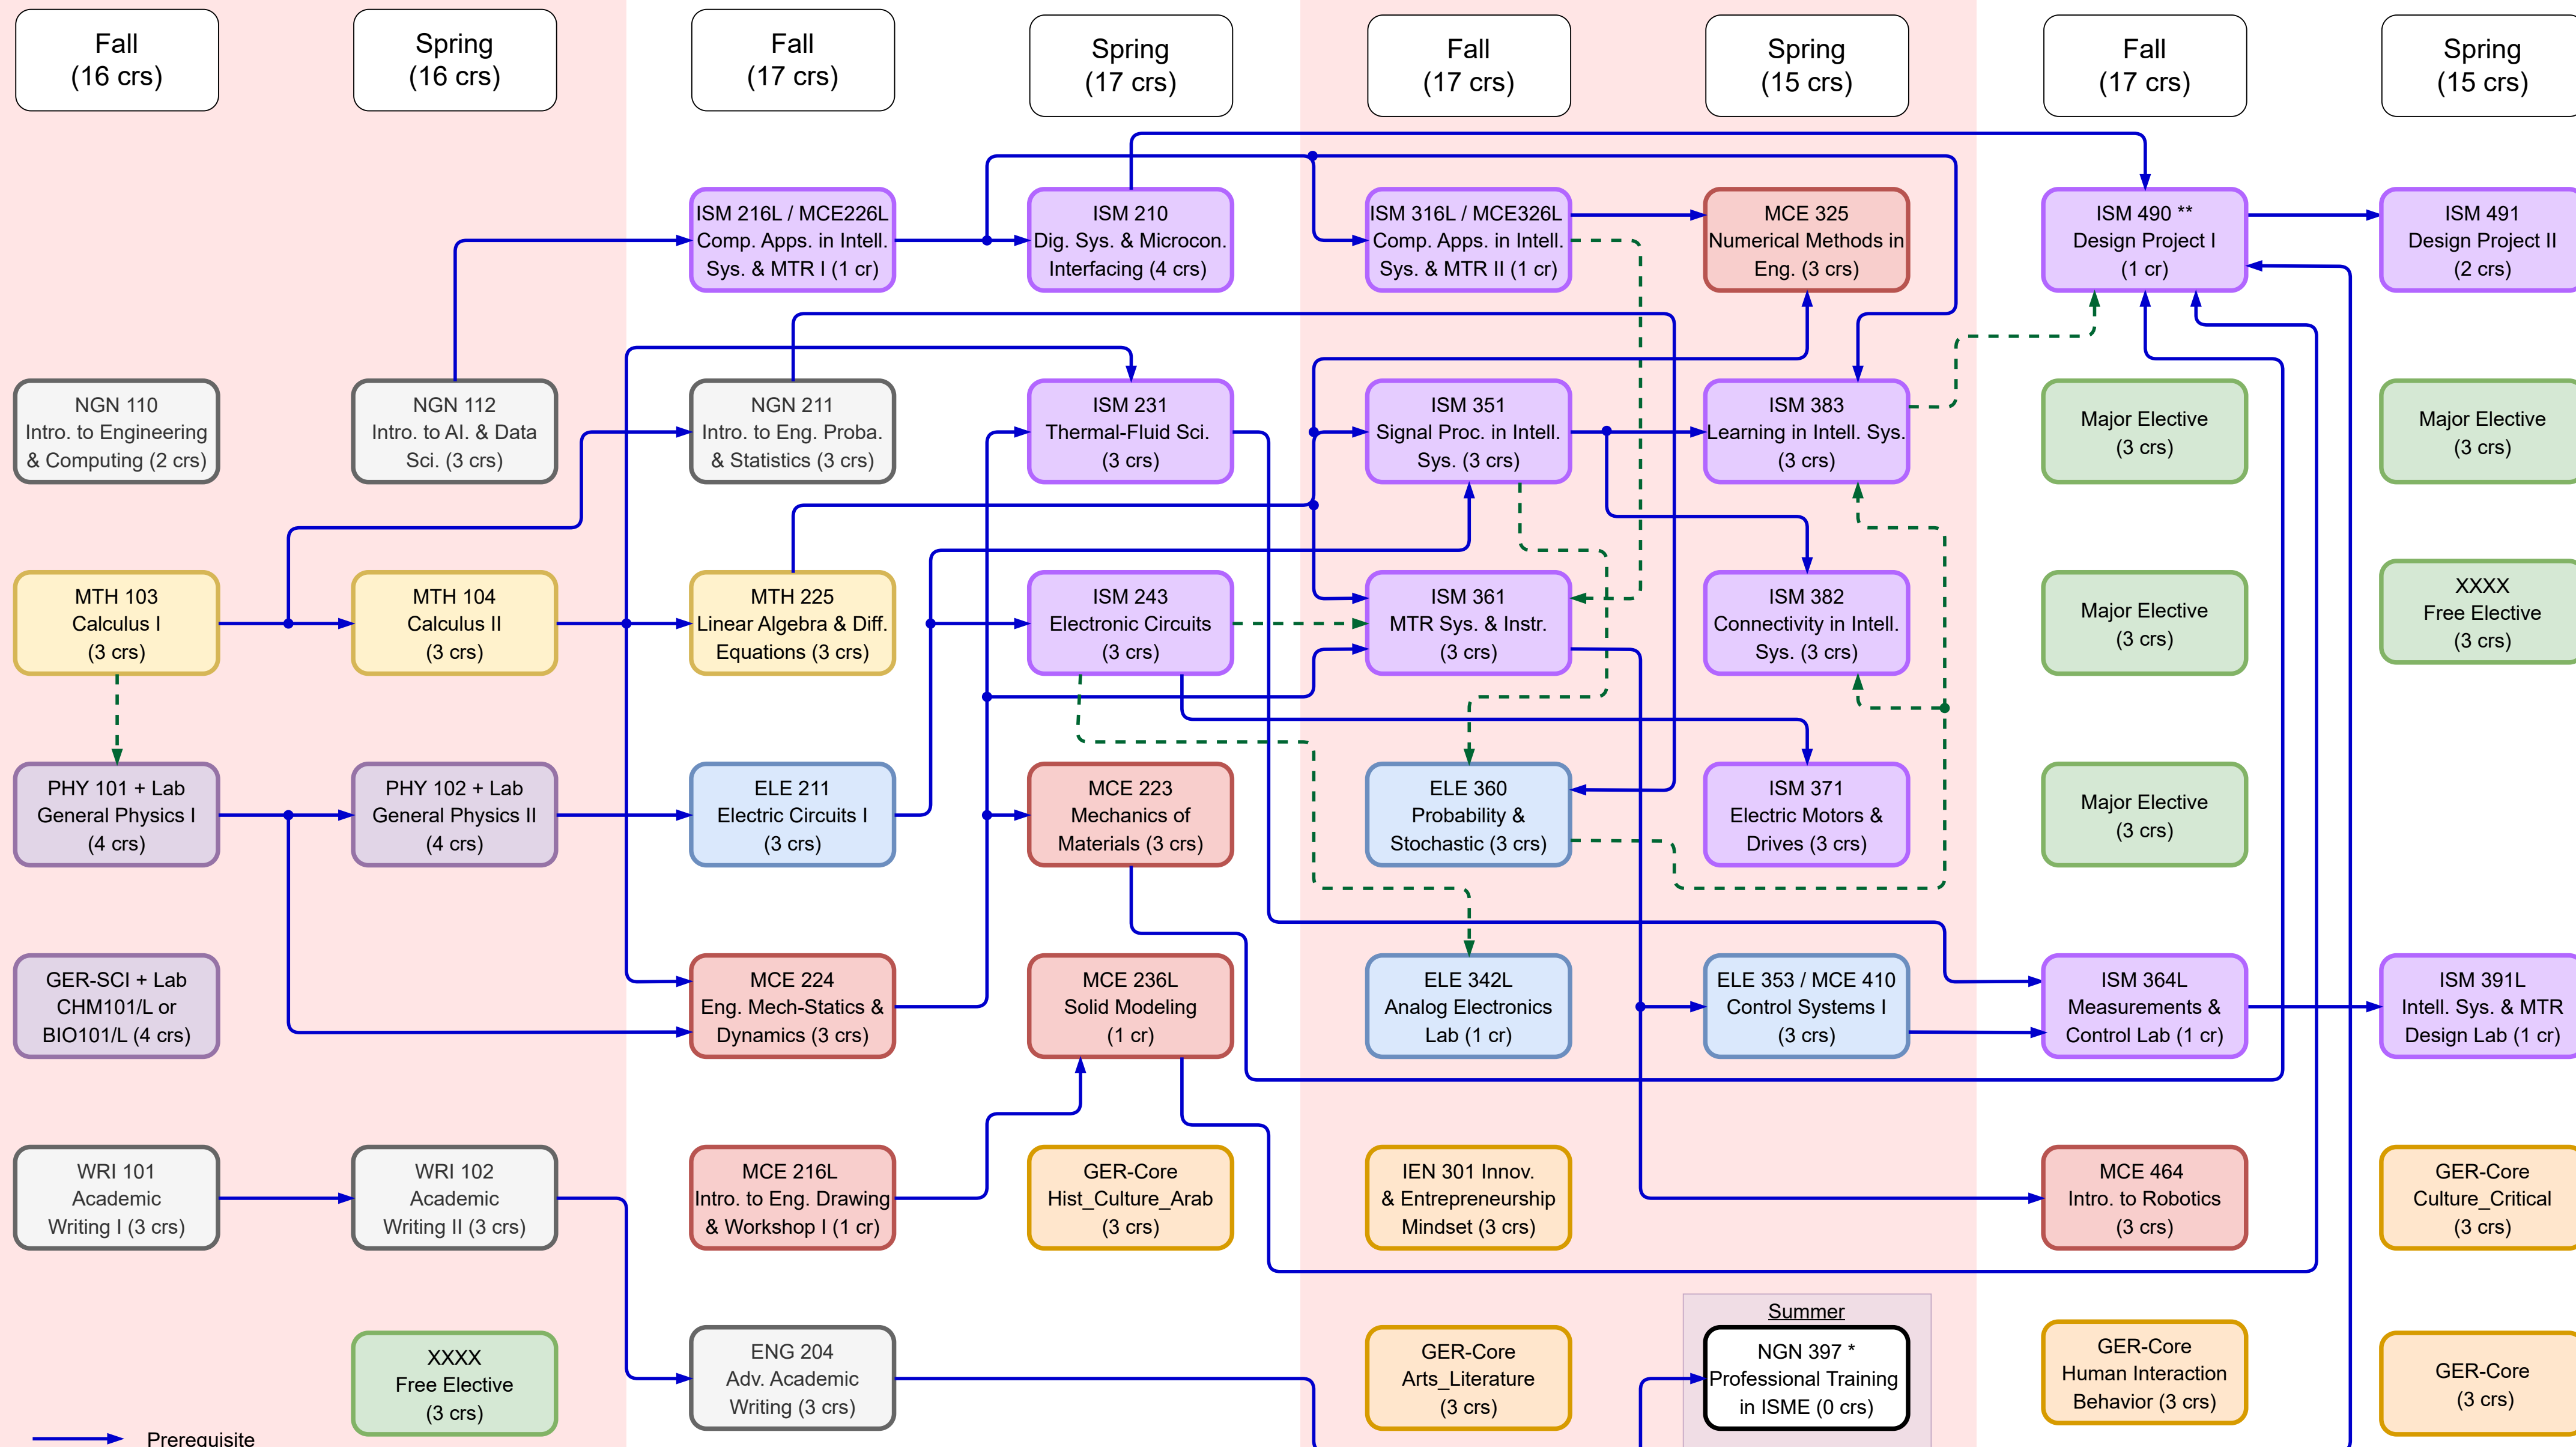 Fall
(16 crs)
Spring
(16 crs)
Fall
(17 crs)
Spring
(17 crs)
Fall
(17 crs)
Spring
(15 crs)
Fall
(17 crs)
Spring
(15 crs)
ISM 216L / MCE226L
Comp. Apps. in Intell.
Sys. & MTR I (1 cr)
ISM 210
Dig. Sys. & Microcon.
Interfacing (4 crs)
ISM 316L / MCE326L
Comp. Apps. in Intell.
Sys. & MTR II (1 cr)
MCE 325
Numerical Methods in
Eng. (3 crs)
ISM 490 **
Design Project I
(1 cr)
ISM 491
Design Project II
(2 crs)
NGN 110
Intro. to Engineering
& Computing (2 crs)
NGN 112
Intro. to AI. & Data
Sci. (3 crs)
NGN 211
Intro. to Eng. Proba.
& Statistics (3 crs)
ISM 231
Thermal-Fluid Sci.
(3 crs)
ISM 351
Signal Proc. in Intell.
Sys. (3 crs)
ISM 383
Learning in Intell. Sys.
(3 crs)
Major Elective
(3 crs)
Major Elective
(3 crs)
MTH 103
Calculus I
(3 crs)
MTH 104
Calculus II
(3 crs)
MTH 225
Linear Algebra & Diff.
Equations (3 crs)
ISM 243
Electronic Circuits
(3 crs)
ISM 361
MTR Sys. & Instr.
(3 crs)
ISM 382
Connectivity in Intell.
Sys. (3 crs)
Major Elective
(3 crs)
XXXX
Free Elective
(3 crs)
PHY 101 + Lab
General Physics I
(4 crs)
PHY 102 + Lab
General Physics II
(4 crs)
ELE 211
Electric Circuits I
(3 crs)
MCE 223
Mechanics of
Materials (3 crs)
ELE 360
Probability &
Stochastic (3 crs)
ISM 371
Electric Motors &
Drives (3 crs)
Major Elective
(3 crs)
GER-SCI + Lab
CHM101/L or
BIO101/L (4 crs)
MCE 224
Eng. Mech-Statics &
Dynamics (3 crs)
MCE 236L
Solid Modeling
(1 cr)
ELE 342L
Analog Electronics
Lab (1 cr)
ELE 353 / MCE 410
Control Systems I
(3 crs)
ISM 364L
Measurements &
Control Lab (1 cr)
ISM 391L
Intell. Sys. & MTR
Design Lab (1 cr)
WRI 101
Academic
Writing I (3 crs)
WRI 102
Academic
Writing II (3 crs)
MCE 216L
Intro. to Eng. Drawing
& Workshop I (1 cr)
GER-Core
Hist_Culture_Arab
(3 crs)
IEN 301 Innov.
& Entrepreneurship
Mindset (3 crs)
MCE 464
Intro. to Robotics
(3 crs)
GER-Core
Culture_Critical
(3 crs)
XXXX
Free Elective
(3 crs)
ENG 204
Adv. Academic
Writing (3 crs)
GER-Core
Arts_Literature
(3 crs)
Summer
NGN 397 *
Professional Training
in ISME (0 crs)
GER-Core
Human Interaction
Behavior (3 crs)
GER-Core
(3 crs)
Prerequisite